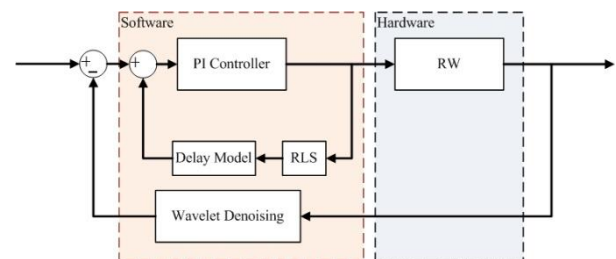 Software
Hardware
+
−
+
PI Controller
RW
Delay Model
RLS
Wavelet Denoising